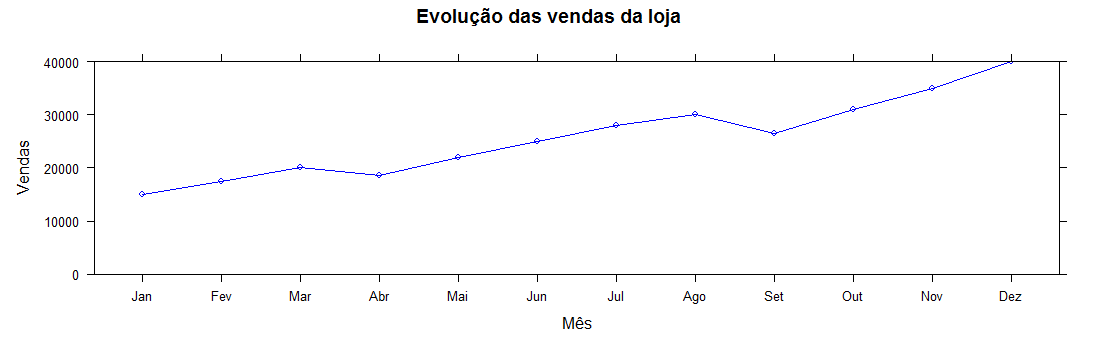 Evolução das vendas da loja
Vendas
40000
30000
20000
10000
0
Jan Fev Mar Abr Mai Jun Jul Ago Set Out Nov Dez
Mês